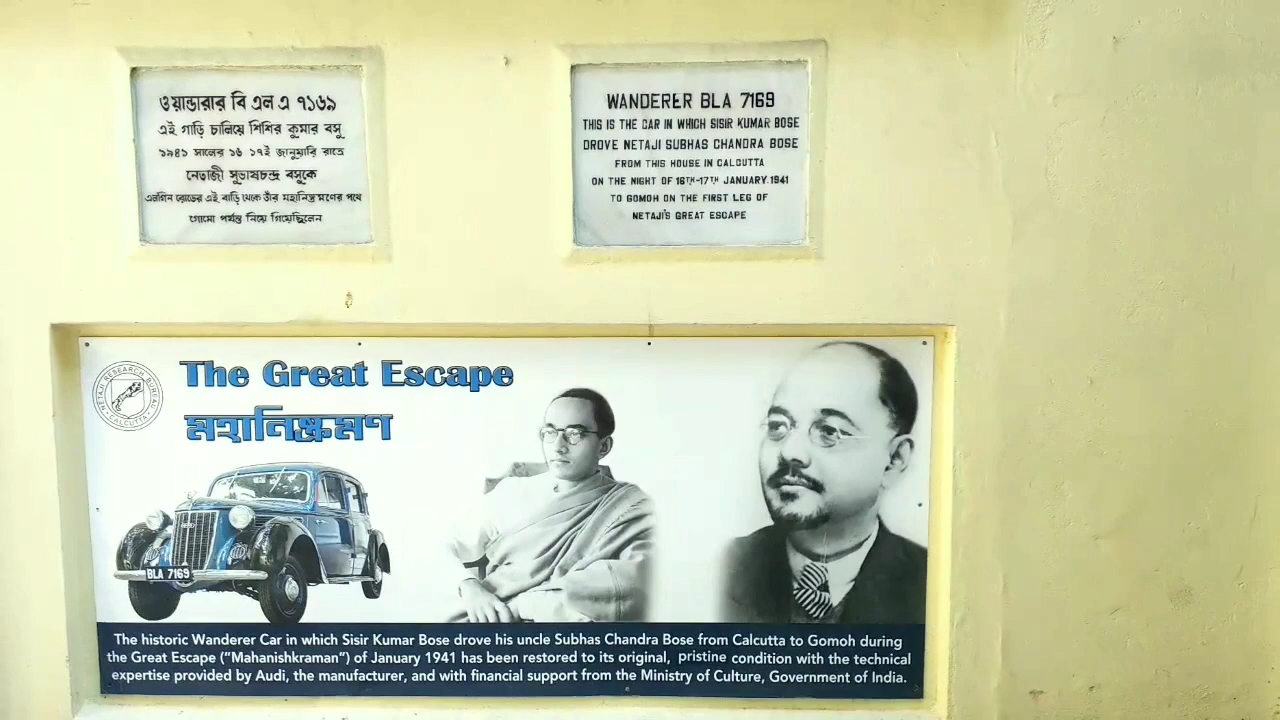 ওয়ান্ডারার বি এল এ ৭১৬৯
এই গাড়ি চালিয়ে শিশির কুমার বসু
১৯৪১ সালের ১৬ ১৭ই জানুয়ারি রাতে
নেতাজী সুভাষচন্দ্র বসুকে
এলগিন রোডের এই বাড়ি থেকে তাঁর মহানিষ্ক্রমণের পথে
গোমো পর্যন্ত নিয়ে গিয়েছিলেন
WANDERER BLA 7169
THIS IS THE CAR IN WHICH SISIR KUMAR BOSE
DROVE NETAJI SUBHAS CHANDRA BOSE
FROM THIS HOUSE IN CALCUTTA
ON THE NIGHT OF 16TH-17TH JANUARY.1941
TO GOMOH ON THE FIRST LEG OF
NETAJI'S GREAT ESCAPE
NETAJI RESEARCH BUREAU
CALCUTTA
The Great Escape
মহানিষ্ক্রমণ
BLA 7169
The historic Wanderer Car in which Sisir Kumar Bose drove his uncle Subhas Chandra Bose from Calcutta to Gomoh during
the Great Escape ("Mahanishkraman") of January 1941 has been restored to its original, pristine condition with the technical
expertise provided by Audi, the manufacturer, and with financial support from the Ministry of Culture, Government of India.